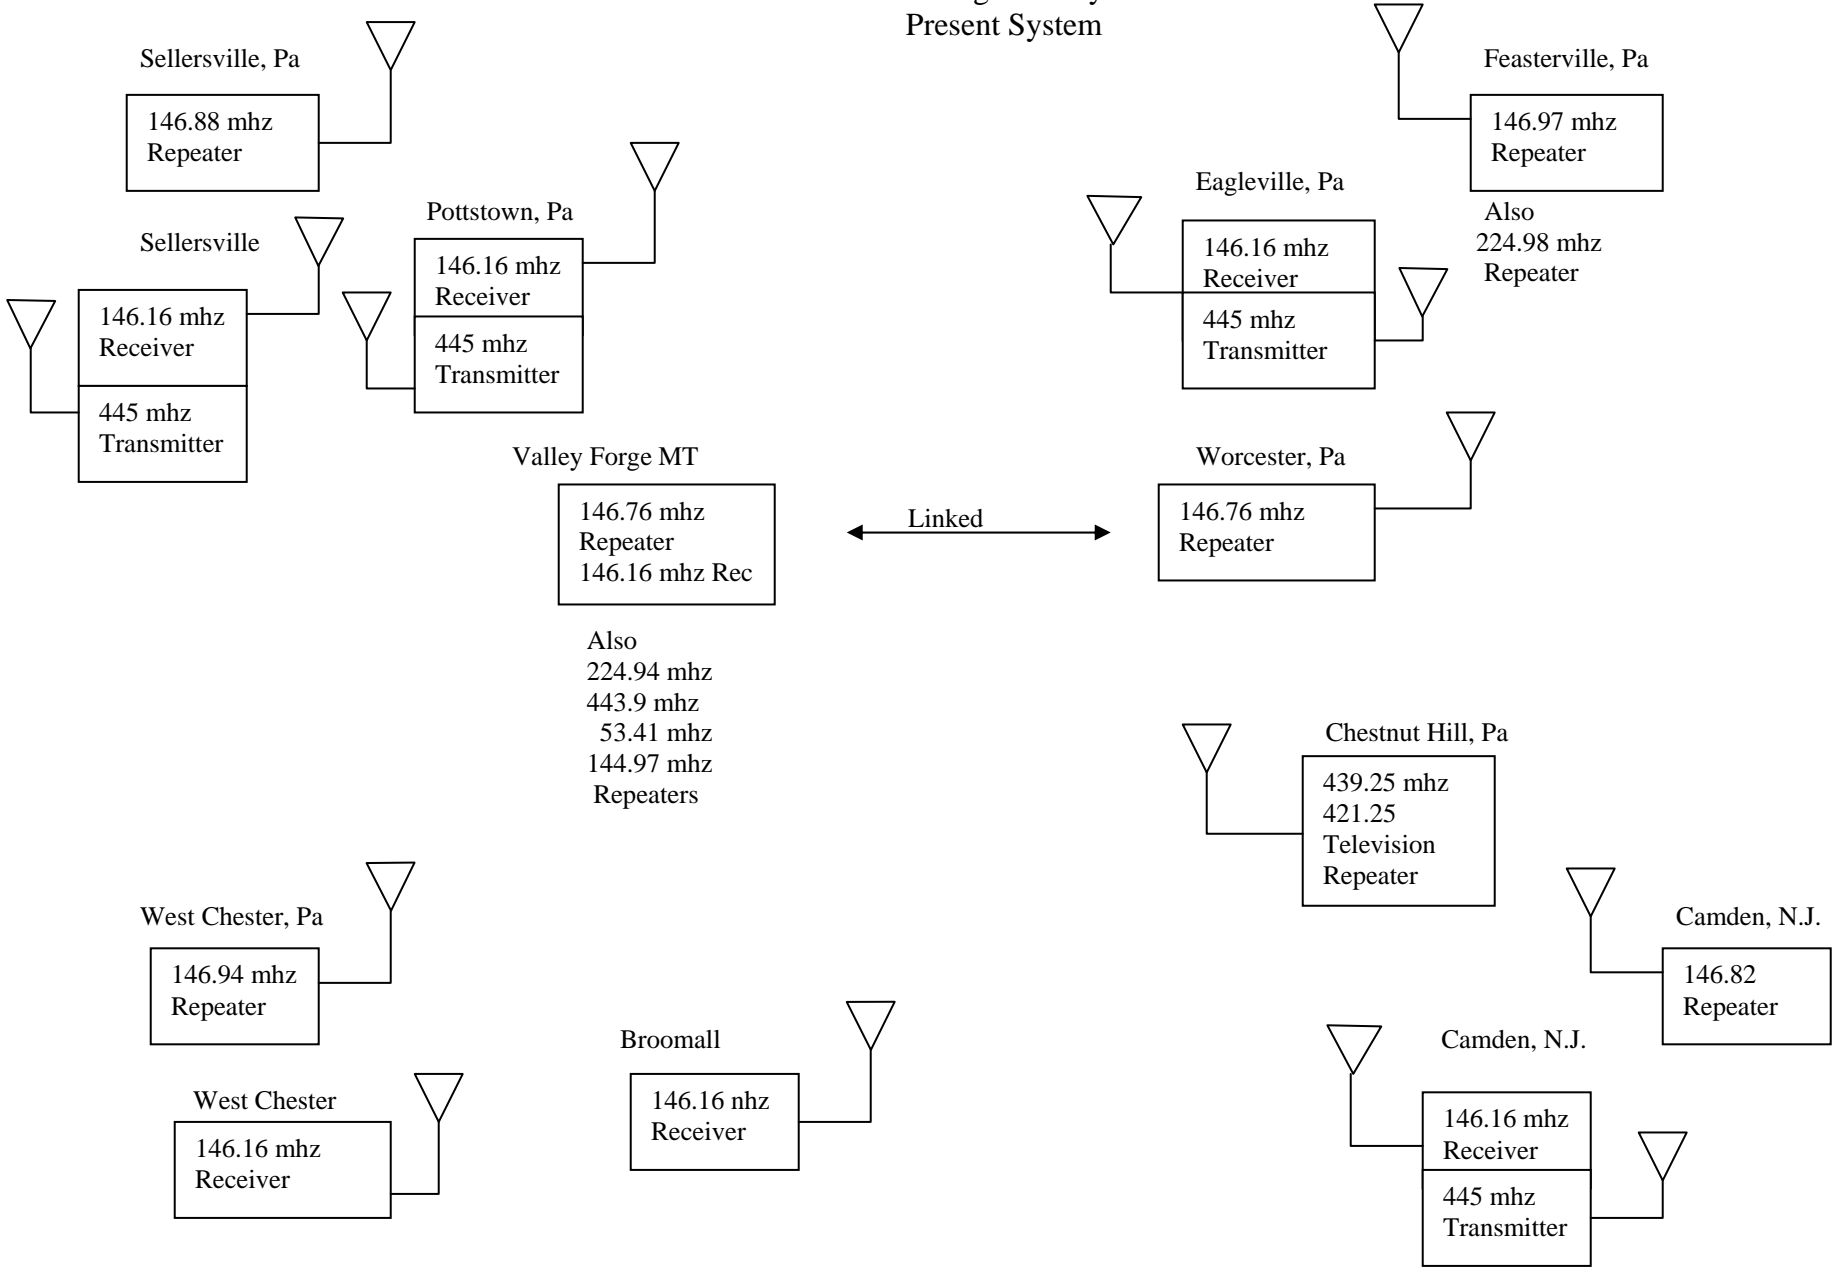 Present System
Sellersville, Pa
146.88 mhz
Repeater
Feasterville, Pa
146.97 mhz
Repeater
Also
224.98 mhz
Repeater
Sellersville
146.16 mhz
Receiver
445 mhz
Transmitter
Pottstown, Pa
146.16 mhz
Receiver
445 mhz
Transmitter
Eagleville, Pa
146.16 mhz
Receiver
445 mhz
Transmitter
Valley Forge MT
146.76 mhz
Repeater
146.16 mhz Rec
Also
224.94 mhz
443.9 mhz
53.41 mhz
144.97 mhz
Repeaters
Linked
Worcester, Pa
146.76 mhz
Repeater
Chestnut Hill, Pa
439.25 mhz
421.25
Television
Repeater
West Chester, Pa
146.94 mhz
Repeater
Camden, N.J.
146.82
Repeater
West Chester
146.16 mhz
Receiver
Broomall
146.16 nhz
Receiver
Camden, N.J.
146.16 mhz
Receiver
445 mhz
Transmitter